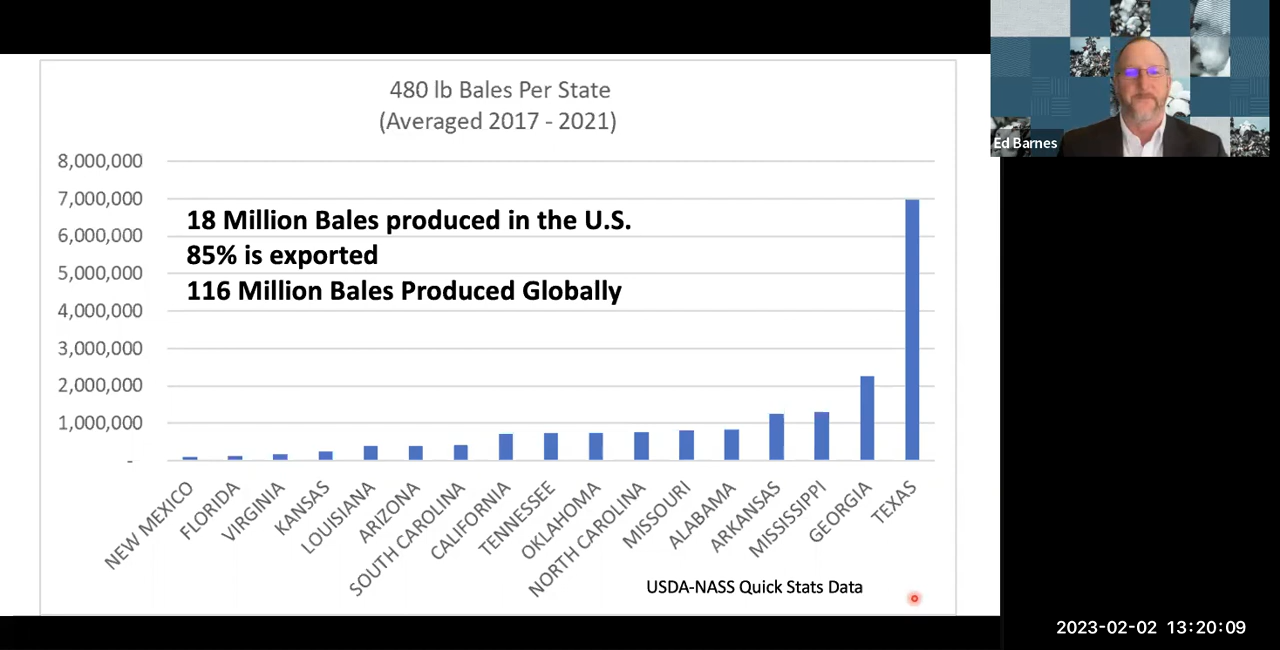 480 lb Bales Per State
(Averaged 2017 - 2021)
8,000,000
7,000,000
6,000,000
5,000,000
4,000,000
3,000,000
2,000,000
1,000,000
-
18 Million Bales produced in the U.S.
85% is exported
116 Million Bales Produced Globally
NEW MEXICO
FLORIDA
VIRGINIA
KANSAS
LOUISIANA
ARIZONA
SOUTH CAROLINA
CALIFORNIA
TENNESSEE
OKLAHOMA
NORTH CAROLINA
MISSOURI
ALABAMA
ARKANSAS
MISSISSIPPI
GEORGIA
TEXAS
USDA-NASS Quick Stats Data
Ed Barnes
2023-02-02 13:20:09